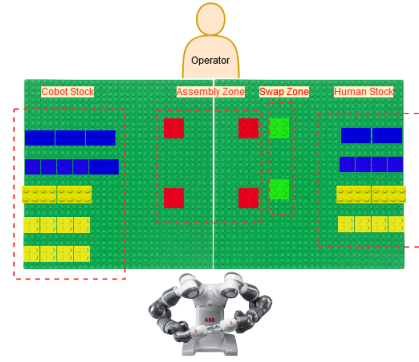 Operator
Cobot Stock
Assembly Zone
Swap Zone
Human Stock
ABB